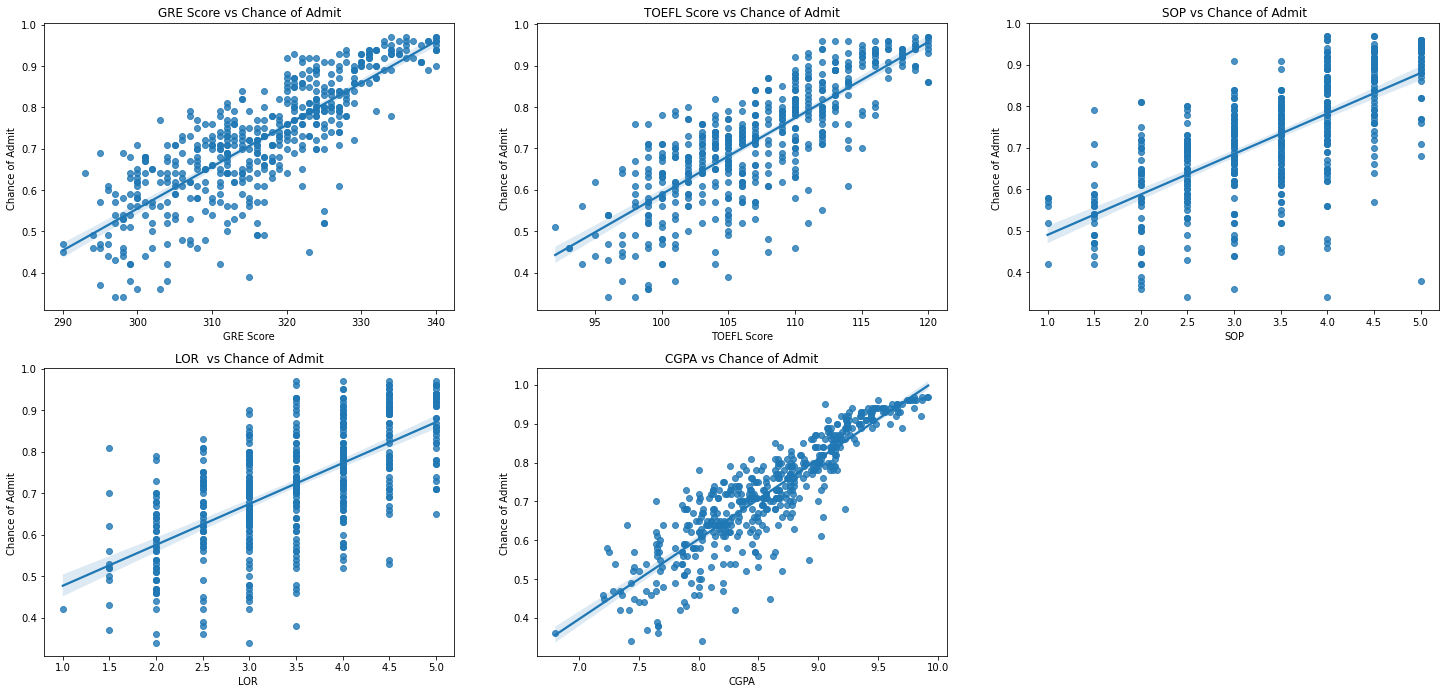 GRE Score vs Chance of Admit
Chance of Admit
1.0
0.9
0.8
0.7
0.6
0.5
0.4
290 300 310 320 330 340
GRE Score
TOEFL Score vs Chance of Admit
Chance of Admit
1.0
0.9
0.8
0.7
0.6
0.5
0.4
95 100 105 110 115 120
TOEFL Score
SOP vs Chance of Admit
Chance of Admit
1.0
0.9
0.8
0.7
0.6
0.5
0.4
1.0 1.5 2.0 2.5 3.0 3.5 4.0 4.5 5.0
SOP
LOR  vs Chance of Admit
Chance of Admit
1.0
0.9
0.8
0.7
0.6
0.5
0.4
1.0 1.5 2.0 2.5 3.0 3.5 4.0 4.5 5.0
LOR
CGPA vs Chance of Admit
Chance of Admit
1.0
0.9
0.8
0.7
0.6
0.5
0.4
7.0 7.5 8.0 8.5 9.0 9.5 10.0
CGPA